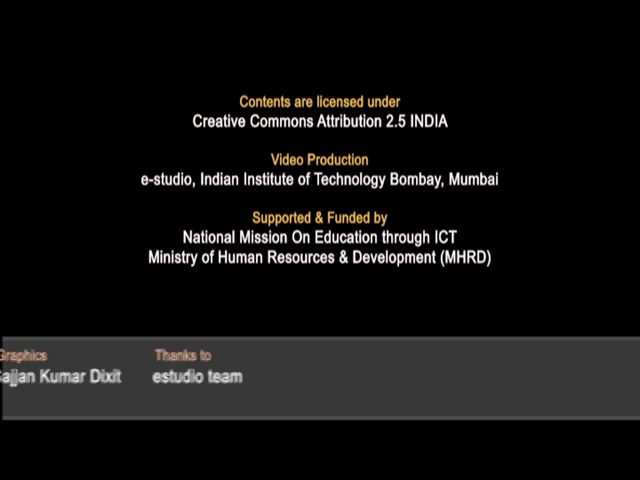 Contents are licensed under
Creative Commons Attribution 2.5 INDIA
Video Production
e-studio, Indian Institute of Technology Bombay, Mumbai
Supported & Funded by
National Mission On Education through ICT
Ministry of Human Resources & Development (MHRD)
Graphics
Sajjan Kumar Dixit
Thanks to
estudio team